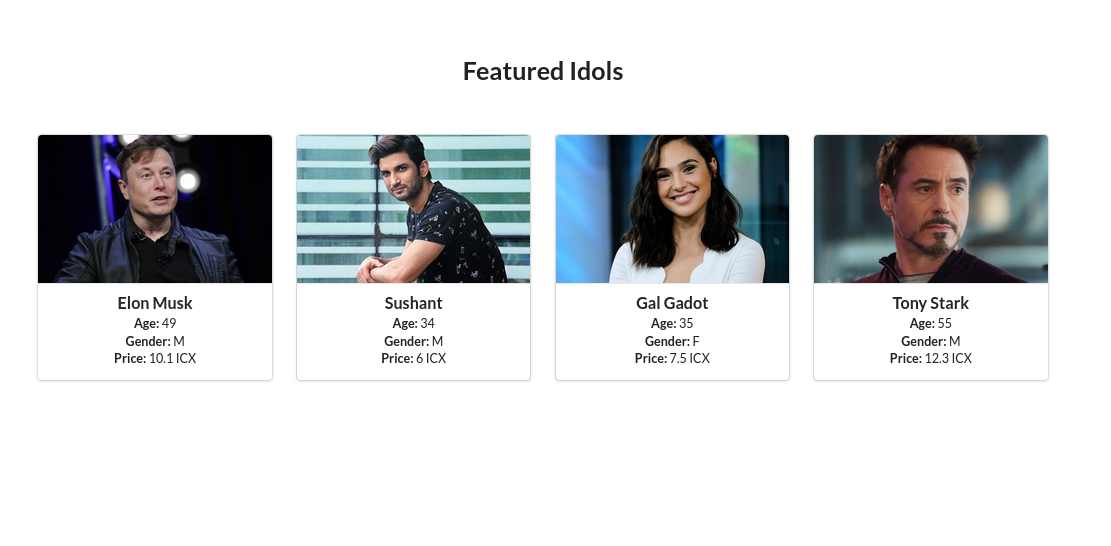 Featured Idols
Elon Musk
Age: 49
Gender: M
Price: 10.1 ICX
Sushant
Age: 34
Gender: M
Price: 6 ICX
Gal Gadot
Age: 35
Gender: F
Price: 7.5 ICX
Tony Stark
Age: 55
Gender: M
Price: 12.3 ICX